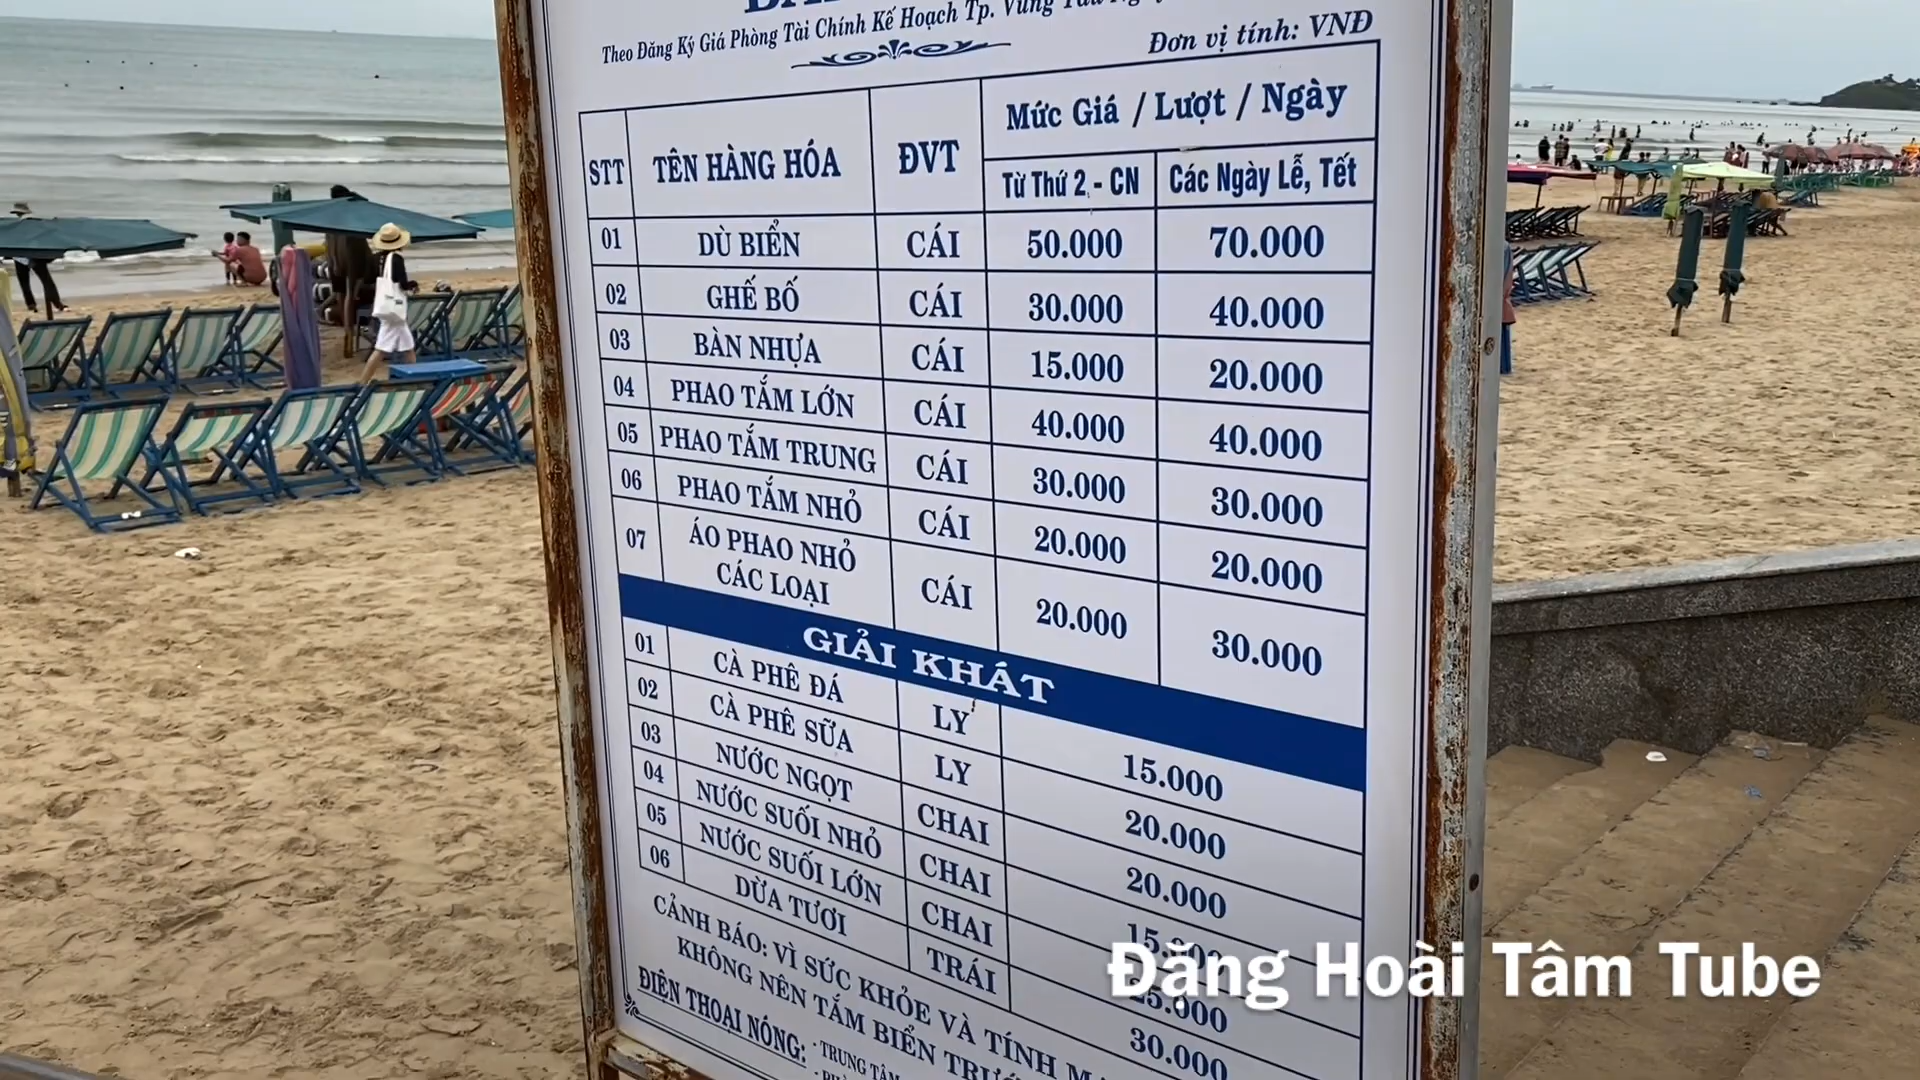 Theo Đăng Ký Giá Phòng Tài Chính Kế Hoạch Tp. Vũng Tàu
Đơn vị tính: VNĐ
STT TÊN HÀNG HÓA ĐVT Mức Giá / Lượt / Ngày
Từ Thứ 2 - CN Các Ngày Lễ, Tết
01 DÙ BIỂN CÁI 50.000 70.000
02 GHẾ BỐ CÁI 30.000 40.000
03 BÀN NHỰA CÁI 15.000 20.000
04 PHAO TẮM LỚN CÁI 40.000 40.000
05 PHAO TẮM TRUNG CÁI 30.000 30.000
06 PHAO TẮM NHỎ CÁI 20.000 20.000
07 ÁO PHAO NHỎ CÁC LOẠI CÁI 20.000 30.000
GIẢI KHÁT
01 CÀ PHÊ ĐÁ LY 15.000
02 CÀ PHÊ SỮA LY 20.000
03 NƯỚC NGỌT CHAI 20.000
04 NƯỚC SUỐI NHỎ CHAI 15.000
05 NƯỚC SUỐI LỚN CHAI 25.000
06 DỪA TƯƠI TRÁI 30.000
CẢNH BÁO: VÌ SỨC KHỎE VÀ TÍNH
KHÔNG NÊN TẮM BIỂN
ĐIỆN THOẠI NÓNG: - TRUNG TÂM
Đặng Hoài Tâm Tube